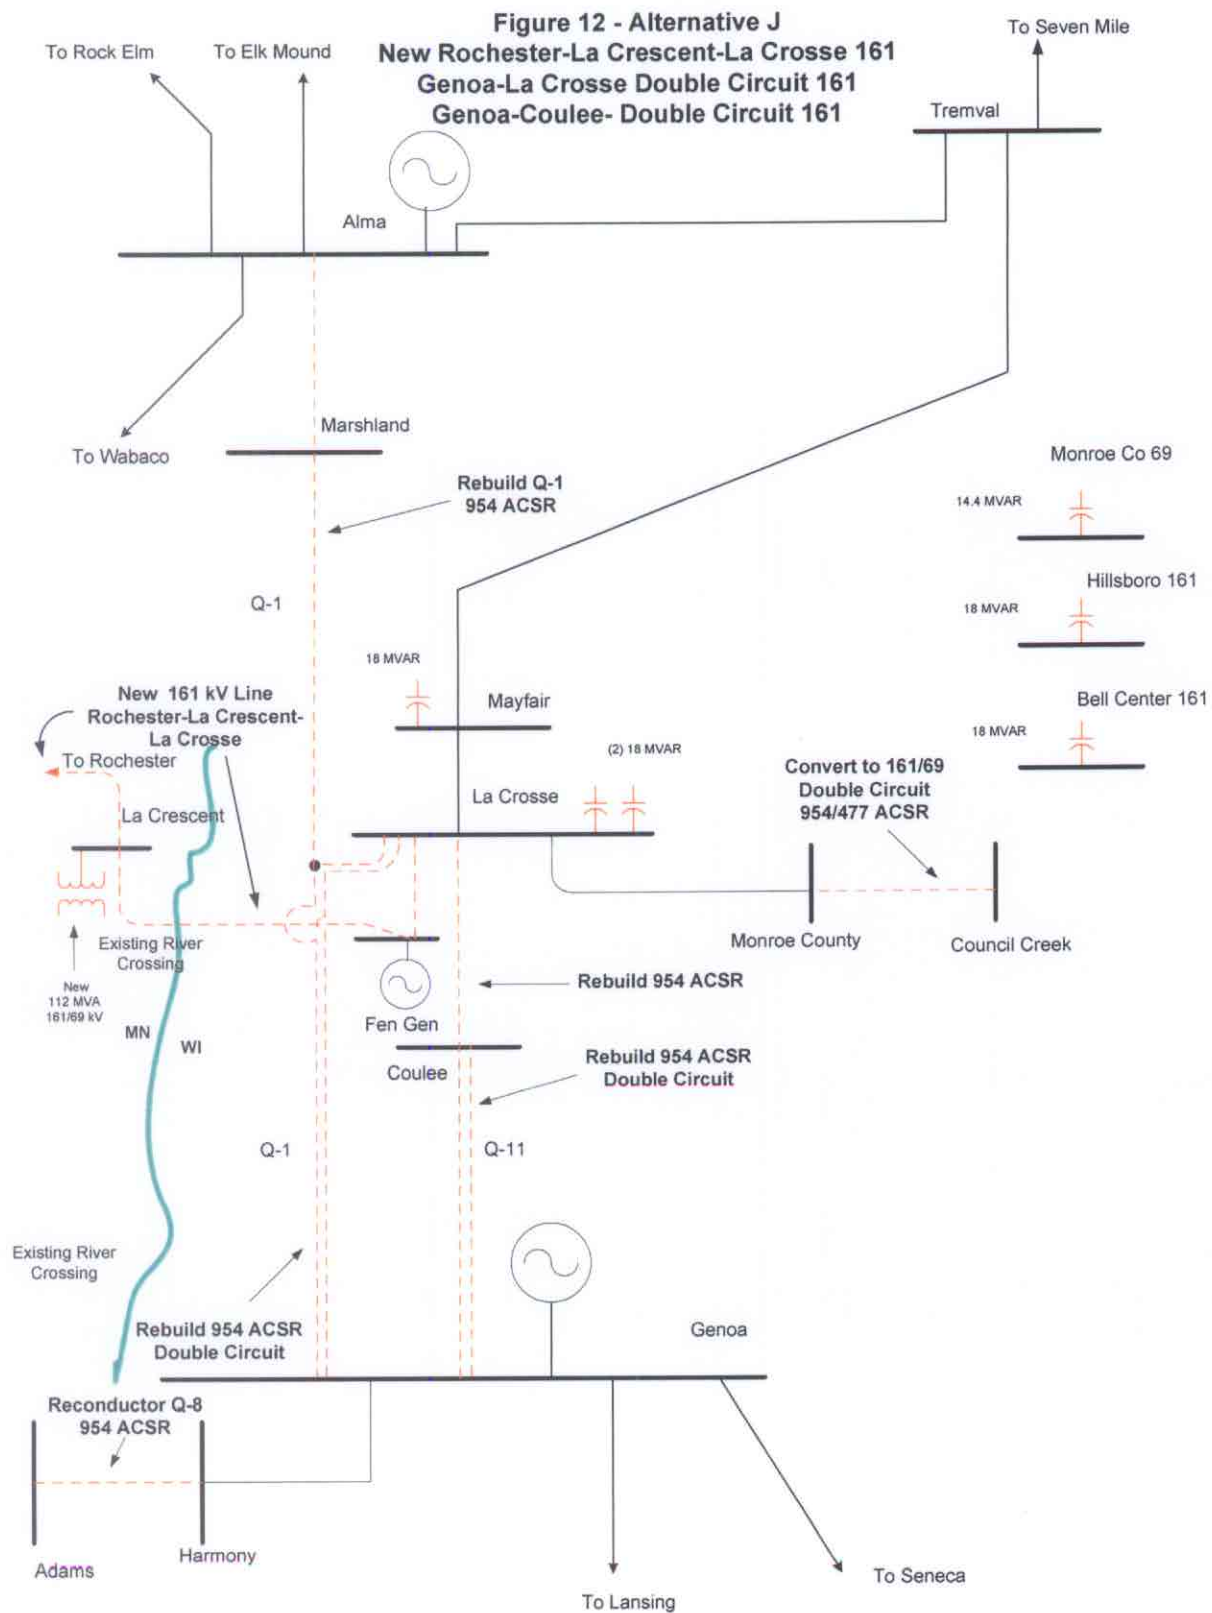 Figure 12 - Alternative J
New Rochester-La Crescent-La Crosse 161
Genoa-La Crosse Double Circuit 161
Genoa-Coulee- Double Circuit 161
To Rock Elm
To Elk Mound
To Seven Mile
Tremval
Alma
Marshland
To Wabaco
Rebuild Q-1
954 ACSR
Monroe Co 69
14.4 MVAR
Hillsboro 161
18 MVAR
Q-1
18 MVAR
New 161 kV Line
Rochester-La Crescent-
La Crosse
Mayfair
Bell Center 161
18 MVAR
To Rochester
(2) 18 MVAR
Convert to 161/69
Double Circuit
954/477 ACSR
La Crosse
La Crescent
Existing River
Crossing
Monroe County
Council Creek
New
112 MVA
161/69 kV
Rebuild 954 ACSR
MN
WI
Fen Gen
Coulee
Rebuild 954 ACSR
Double Circuit
Q-1
Q-11
Existing River
Crossing
Rebuild 954 ACSR
Double Circuit
Genoa
Reconductor Q-8
954 ACSR
Adams
Harmony
To Lansing
To Seneca